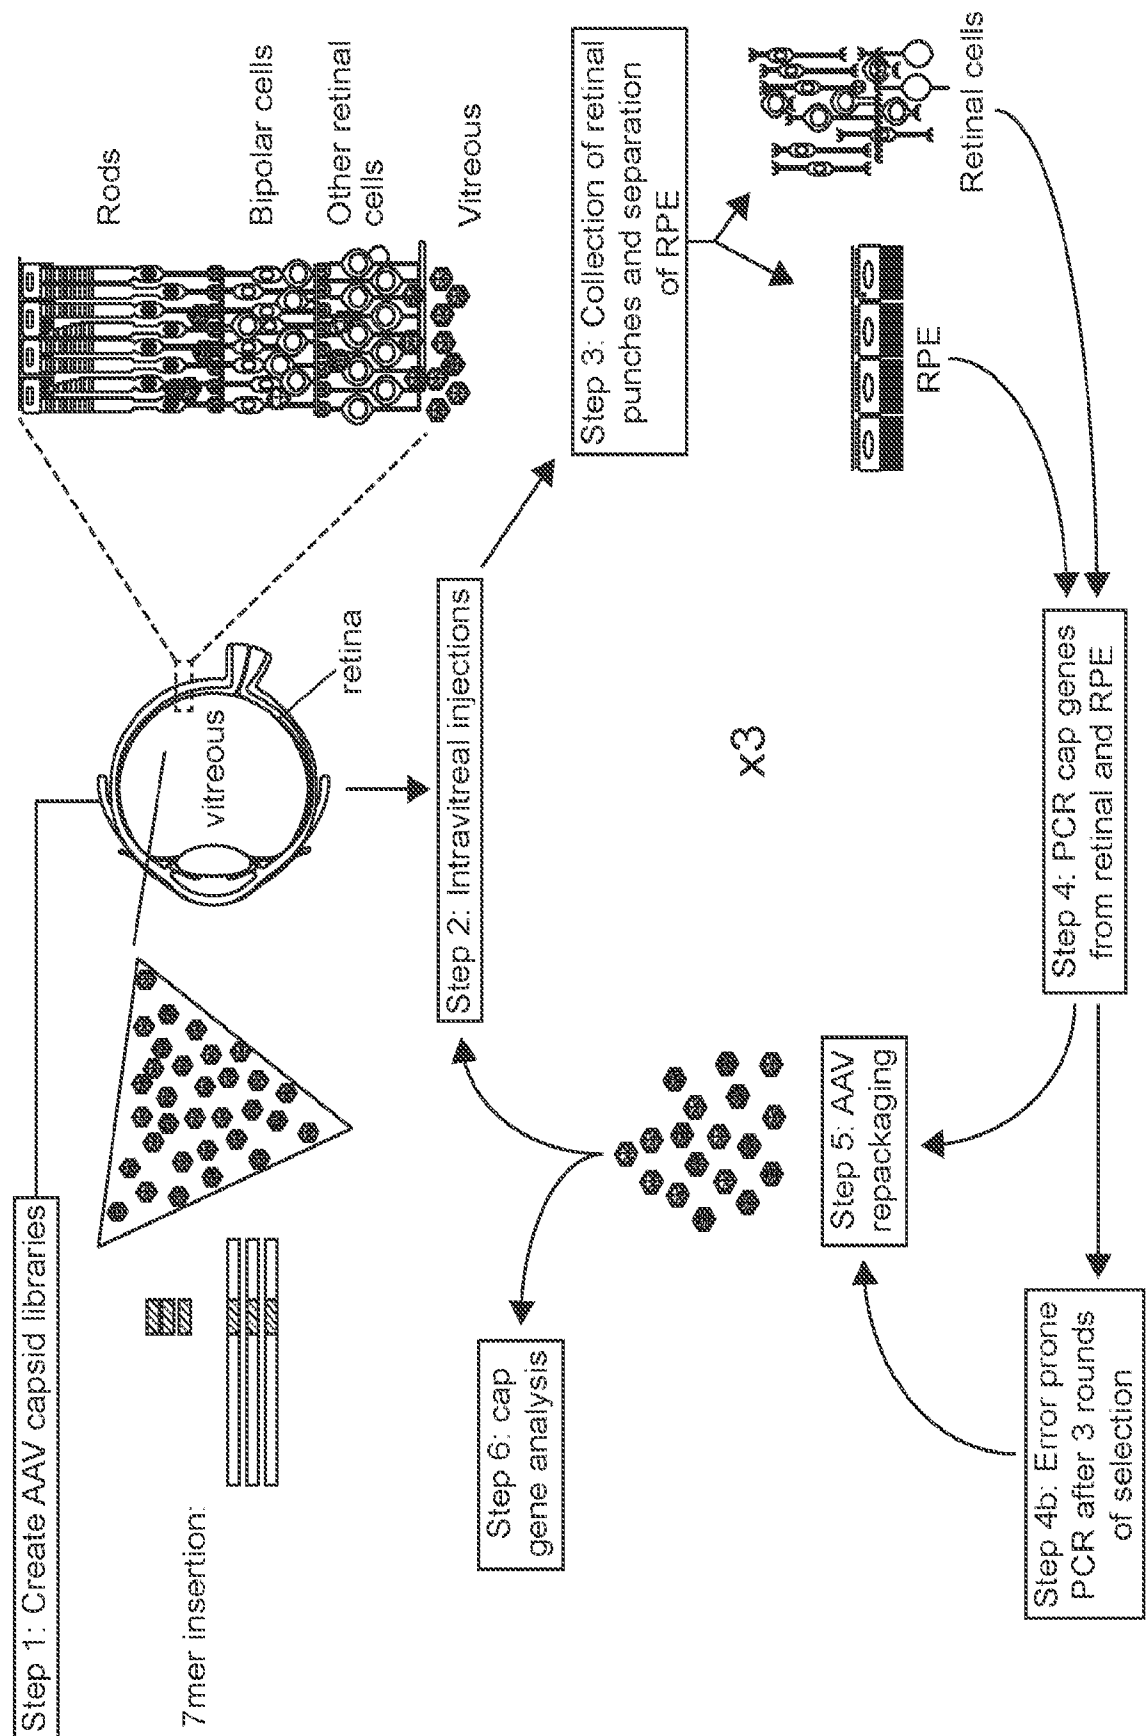 Step 1: Create AAV capsid libraries
7mer insertion:
vitreous
retina
Rods
Bipolar cells
Other retinal
cells
Vitreous
Step 2: Intravitreal injections
Step 3: Collection of retinal
punches and separation
of RPE
RPE
Retinal cells
x3
Step 4: PCR cap genes
from retinal and RPE
Step 4b: Error prone
PCR after 3 rounds
of selection
Step 5: AAV
repackaging
Step 6: cap
gene analysis